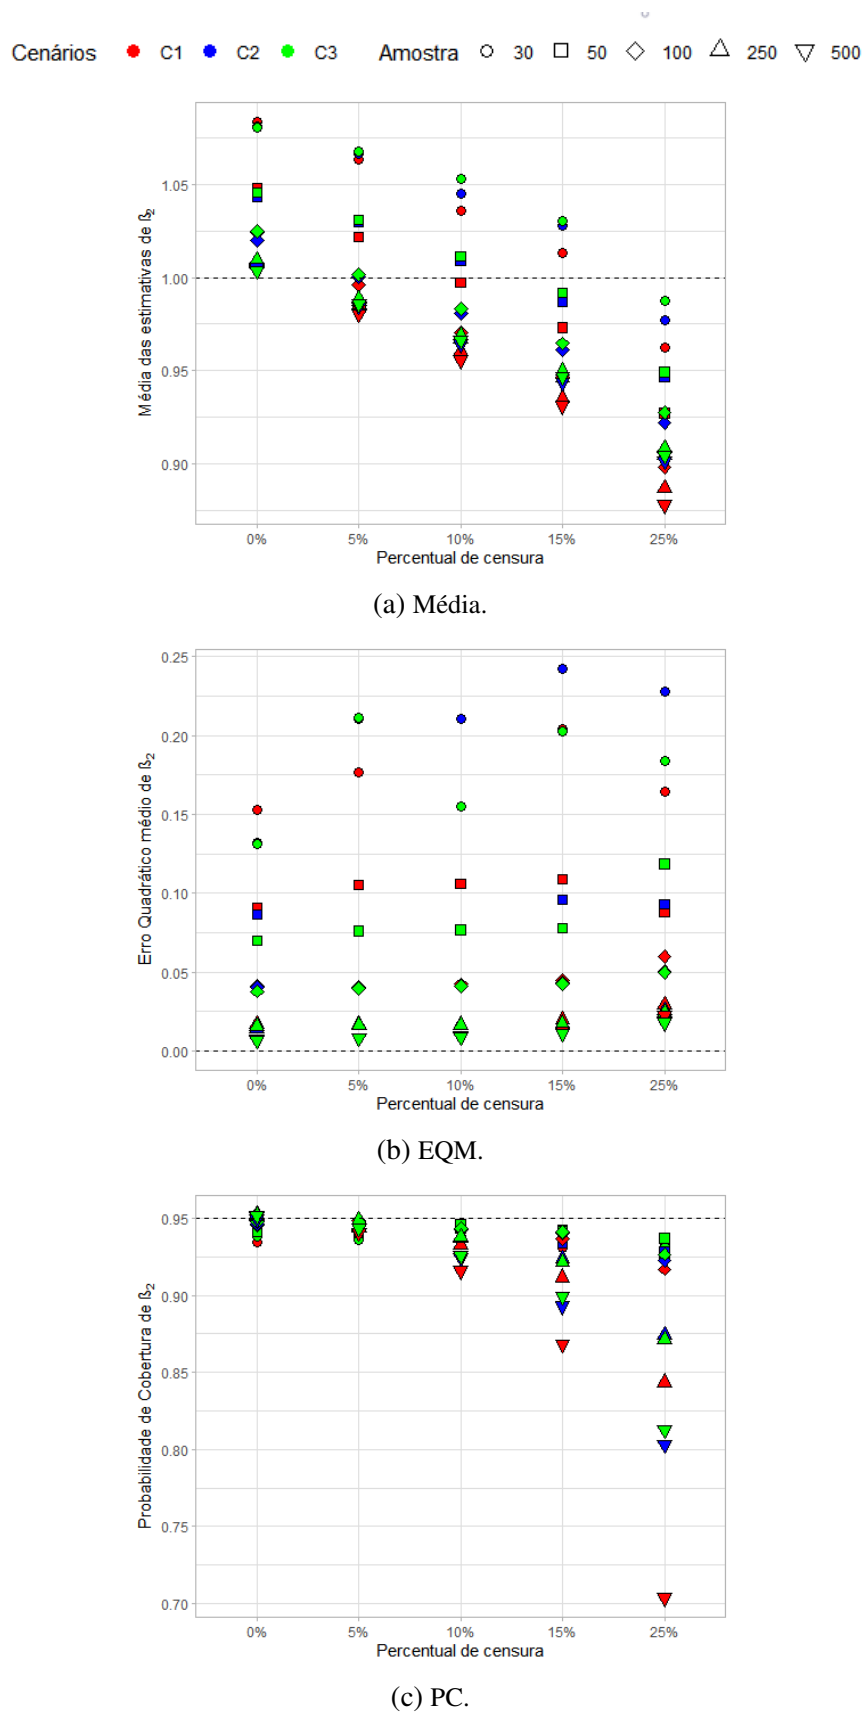 Cenários C1 C2 C3 Amostra 30 50 100 250 500
Média das estimativas de ß₂
1.05
1.00
0.95
0.90
0% 5% 10% 15% 25%
Percentual de censura
(a) Média.
Erro Quadrático médio de ß₂
0.25
0.20
0.15
0.10
0.05
0.00
0% 5% 10% 15% 25%
Percentual de censura
(b) EQM.
Probabilidade de Cobertura de ß₂
0.95
0.90
0.85
0.80
0.75
0.70
0% 5% 10% 15% 25%
Percentual de censura
(c) PC.